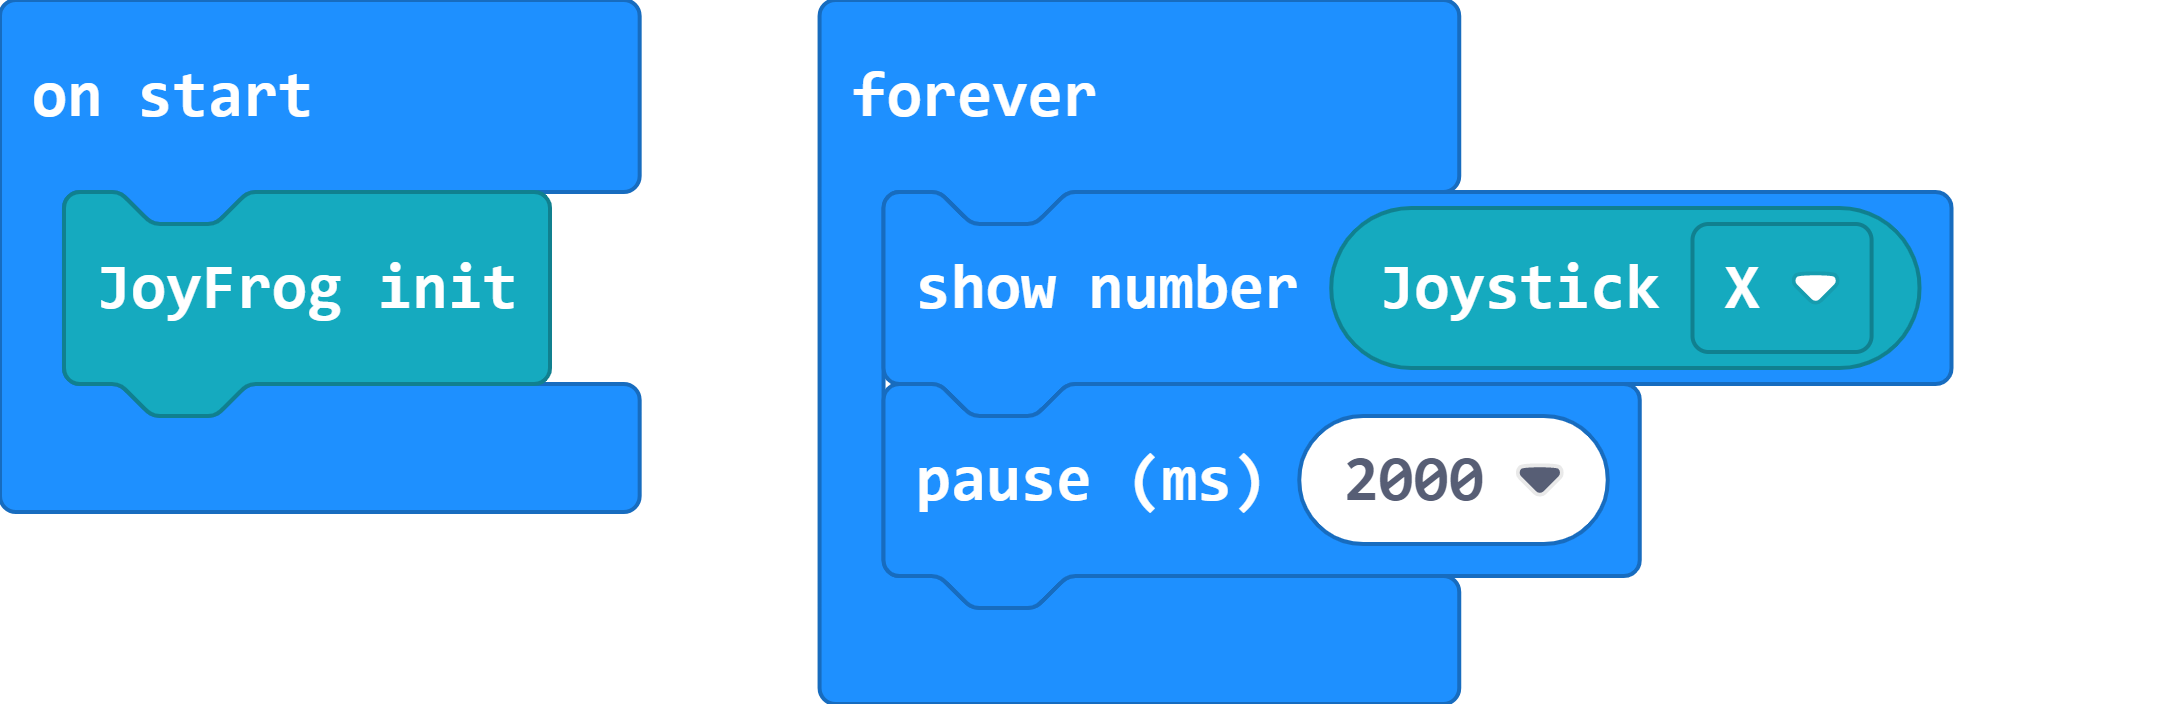 on start
JoyFrog init
forever
show number Joystick X
pause (ms) 2000